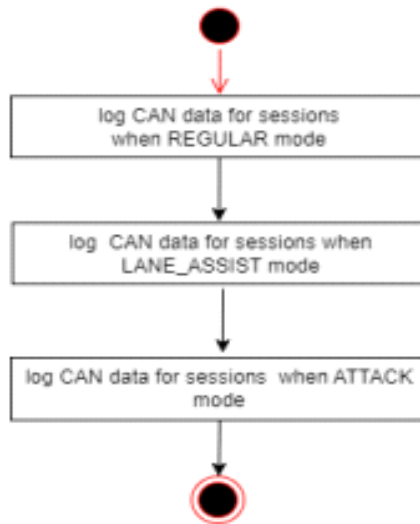 log CAN data for sessions
when REGULAR mode
log CAN data for sessions when
LANE_ASSIST mode
log CAN data for sessions when ATTACK
mode